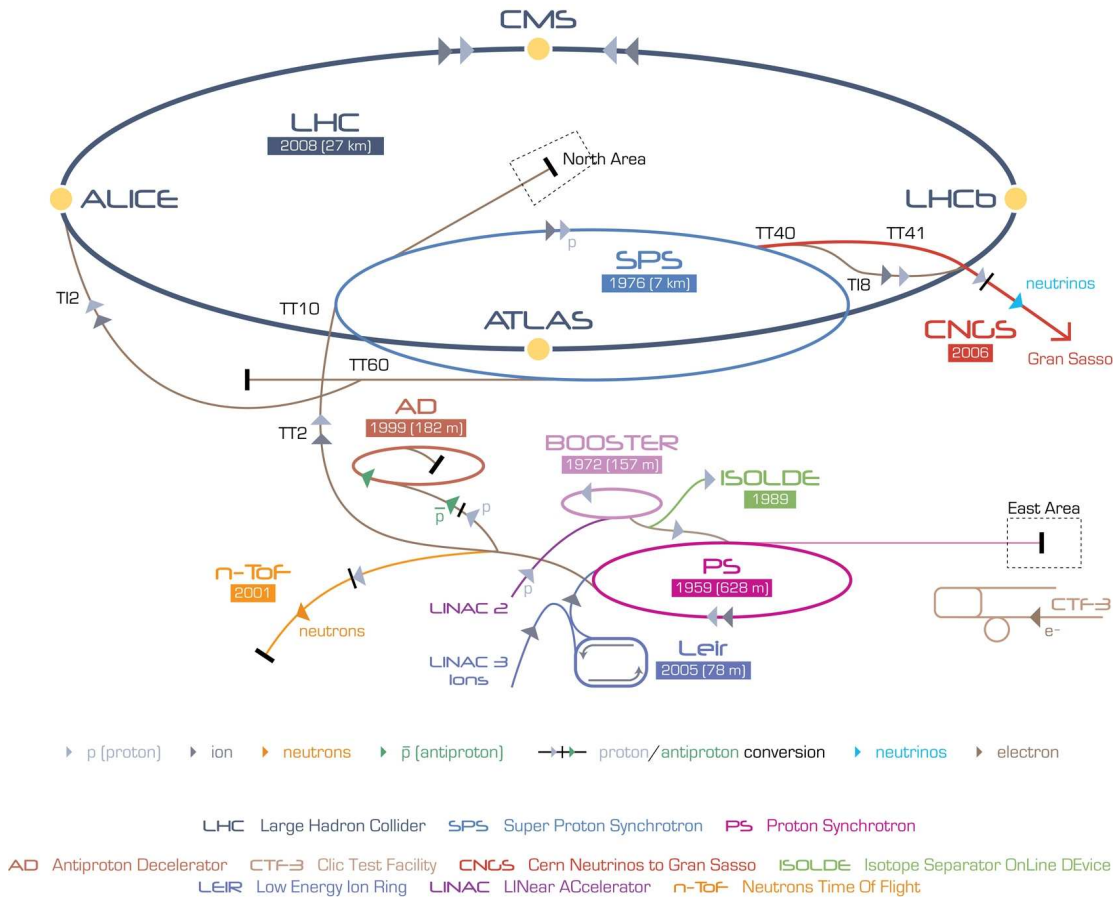 CMS
LHC
2008 (27 km)
North Area
ALICE
LHCb
TT40
TT41
p
SPS
1976 (7 km)
TI8
neutrinos
TI2
TT10
ATLAS
CNGS
2006
Gran Sasso
TT60
AD
1999 (182 m)
TT2
BOOSTER
1972 (157 m)
ISOLDE
1989
p̄
p
East Area
n-ToF
2001
PS
1959 (628 m)
p
LINAC 2
CTF-3
e-
neutrons
LINAC 3
Ions
Leir
2005 (78 m)
p (proton) ion neutrons p̄ (antiproton) proton/antiproton conversion neutrinos electron
LHC Large Hadron Collider SPS Super Proton Synchrotron PS Proton Synchrotron
AD Antiproton Decelerator CTF-3 Clic Test Facility CNGS Cern Neutrinos to Gran Sasso ISOLDE Isotope Separator OnLine DEvice
LEIR Low Energy Ion Ring LINAC LINear ACcelerator n-ToF Neutrons Time Of Flight